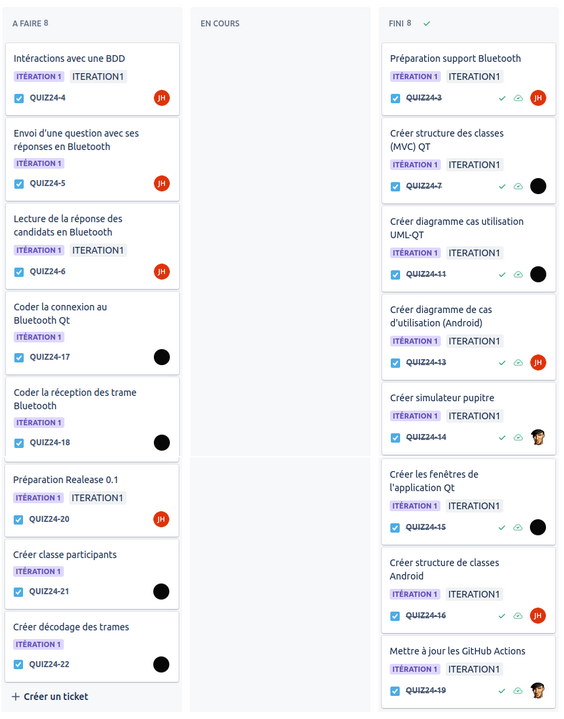 A FAIRE 8
Intéractions avec une BDD
ITÉRATION 1 ITERATION1
QUIZ24-4 JH
Envoi d'une question avec ses
réponses en Bluetooth
ITÉRATION 1
QUIZ24-5 JH
Lecture de la réponse des
candidats en Bluetooth
ITÉRATION 1 ITERATION1
QUIZ24-6 JH
Coder la connexion au
Bluetooth Qt
ITÉRATION 1
QUIZ24-17
Coder la réception des trame
Bluetooth
ITÉRATION 1
QUIZ24-18
Préparation Realease 0.1
ITÉRATION 1 ITERATION1
QUIZ24-20 JH
Créer classe participants
ITÉRATION 1
QUIZ24-21
Créer décodage des trames
ITÉRATION 1
QUIZ24-22
+ Créer un ticket
EN COURS
FINI 8
Préparation support Bluetooth
ITÉRATION 1 ITERATION1
QUIZ24-3 JH
Créer structure des classes
(MVC) QT
ITÉRATION 1 ITERATION1
QUIZ24-7
Créer diagramme cas utilisation
UML-QT
ITÉRATION 1 ITERATION1
QUIZ24-11
Créer diagramme de cas
d'utilisation (Android)
ITÉRATION 1 ITERATION1
QUIZ24-13 JH
Créer simulateur pupitre
ITÉRATION 1 ITERATION1
QUIZ24-14
Créer les fenêtres de
l'application Qt
ITÉRATION 1 ITERATION1
QUIZ24-15
Créer structure de classes
Android
ITÉRATION 1 ITERATION1
QUIZ24-16 JH
Mettre à jour les GitHub Actions
ITÉRATION 1 ITERATION1
QUIZ24-19